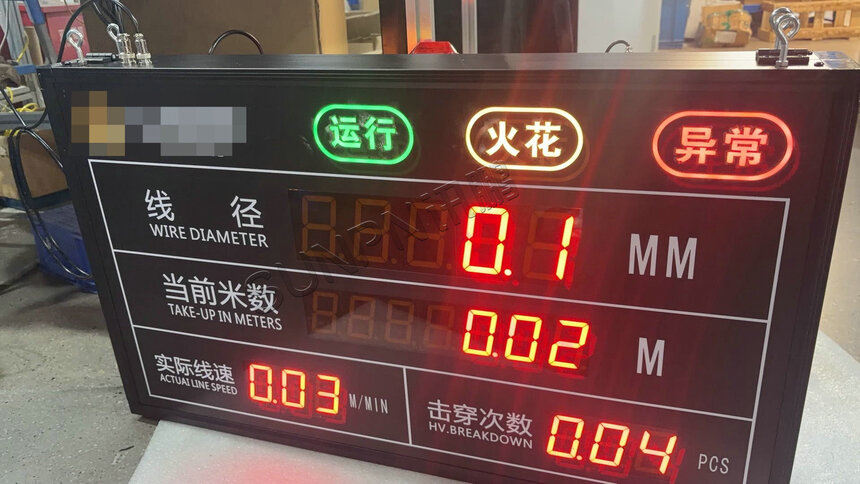 运行 火花 异常
线 径 0.1 MM
WIRE DIAMETER
当前米数 0.02 M
TAKE-UP IN METERS
实际线速 0.03 M/MIN
ACTUAI LINE SPEED
击穿次数 0.04 PCS
HV.BREAKDOWN